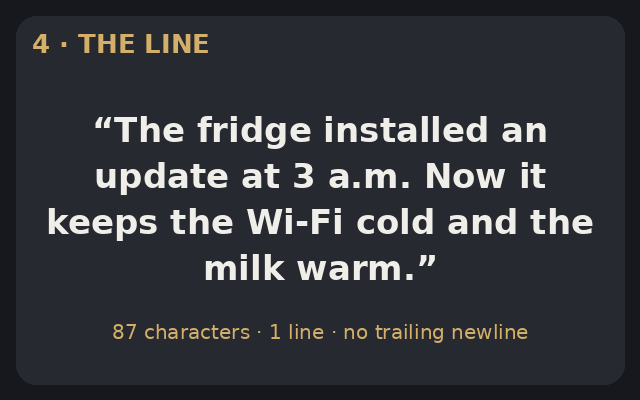 4 · THE LINE
“The fridge installed an
update at 3 a.m. Now it
keeps the Wi-Fi cold and the
milk warm.”
87 characters · 1 line · no trailing newline